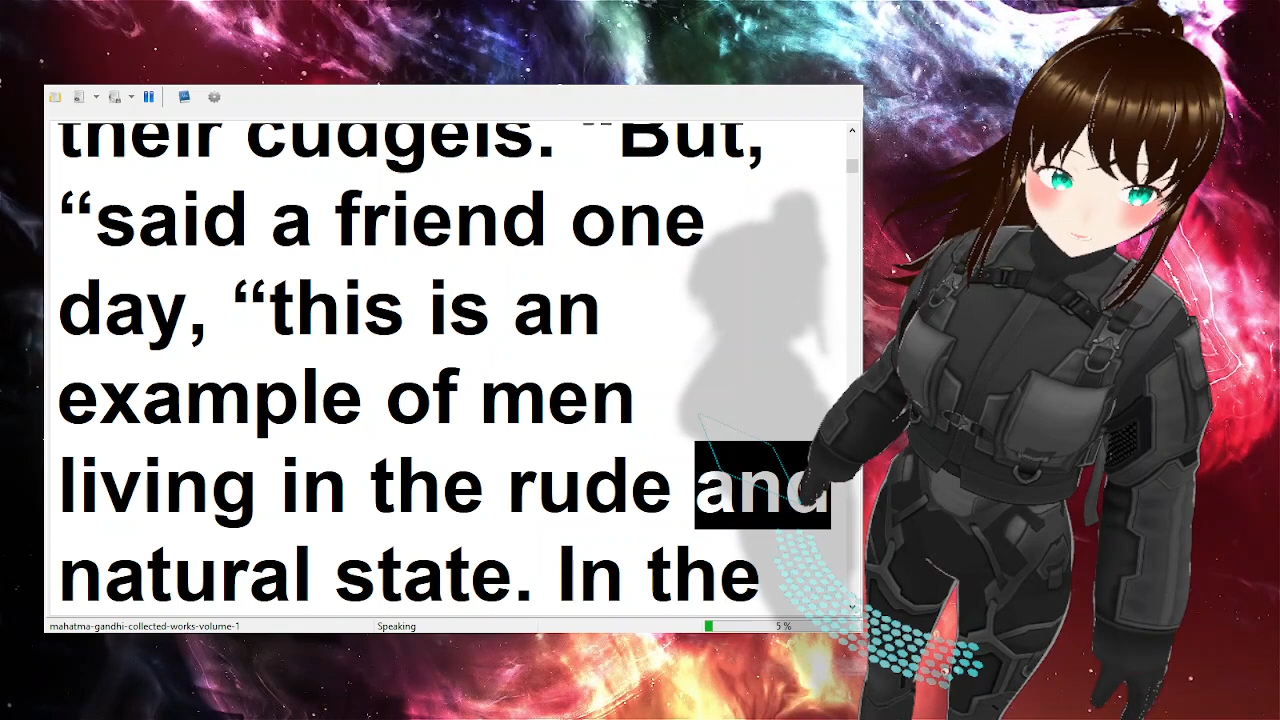 their cudgels. "But,
“said a friend one
day, “this is an
example of men
living in the rude and
natural state. In the
mahatma-gandhi-collected-works-volume-1 Speaking 5 %